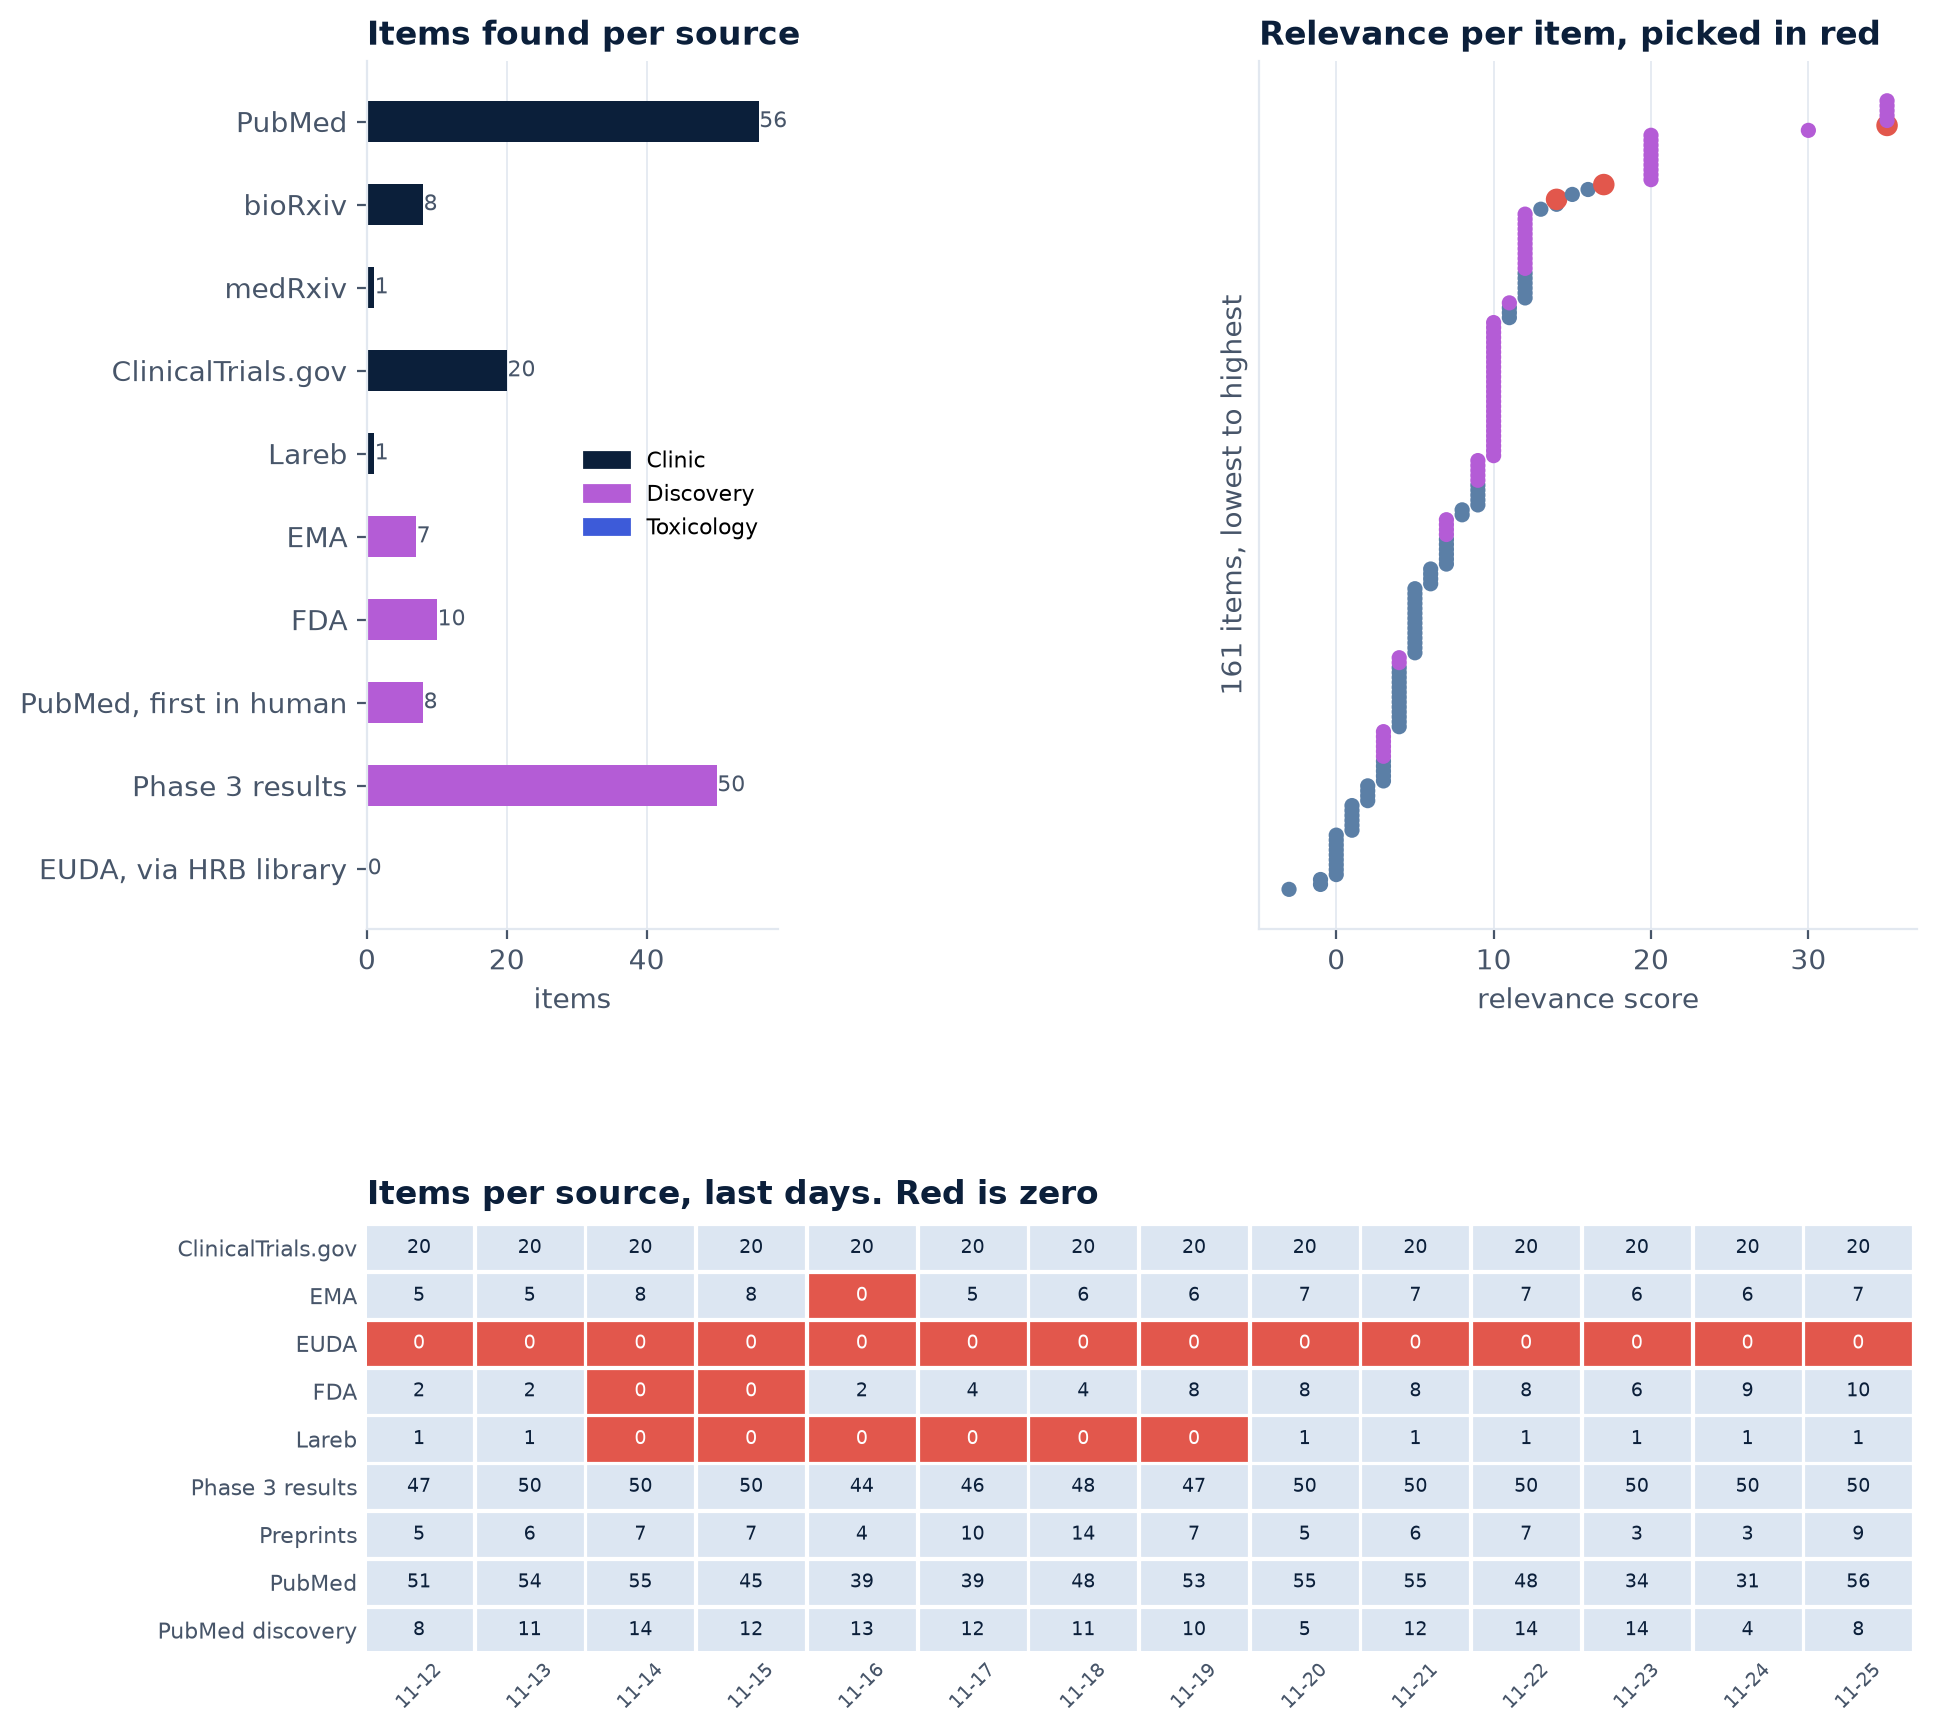 Items found per source
PubMed
56
bioRxiv
8
medRxiv
1
ClinicalTrials.gov
20
Lareb
1
EMA
7
FDA
10
PubMed, first in human
8
Phase 3 results
50
EUDA, via HRB library
0
0 20 40
items
Clinic
Discovery
Toxicology
Relevance per item, picked in red
161 items, lowest to highest
0 10 20 30
relevance score
Items per source, last days. Red is zero
ClinicalTrials.gov 20 20 20 20 20 20 20 20 20 20 20 20 20 20
EMA 5 5 8 8 0 5 6 6 7 7 7 6 6 7
EUDA 0 0 0 0 0 0 0 0 0 0 0 0 0 0
FDA 2 2 0 0 2 4 4 8 8 8 8 6 9 10
Lareb 1 1 0 0 0 0 0 0 1 1 1 1 1 1
Phase 3 results 47 50 50 50 44 46 48 47 50 50 50 50 50 50
Preprints 5 6 7 7 4 10 14 7 5 6 7 3 3 9
PubMed 51 54 55 45 39 39 48 53 55 55 48 34 31 56
PubMed discovery 8 11 14 12 13 12 11 10 5 12 14 14 4 8
11-12 11-13 11-14 11-15 11-16 11-17 11-18 11-19 11-20 11-21 11-22 11-23 11-24 11-25